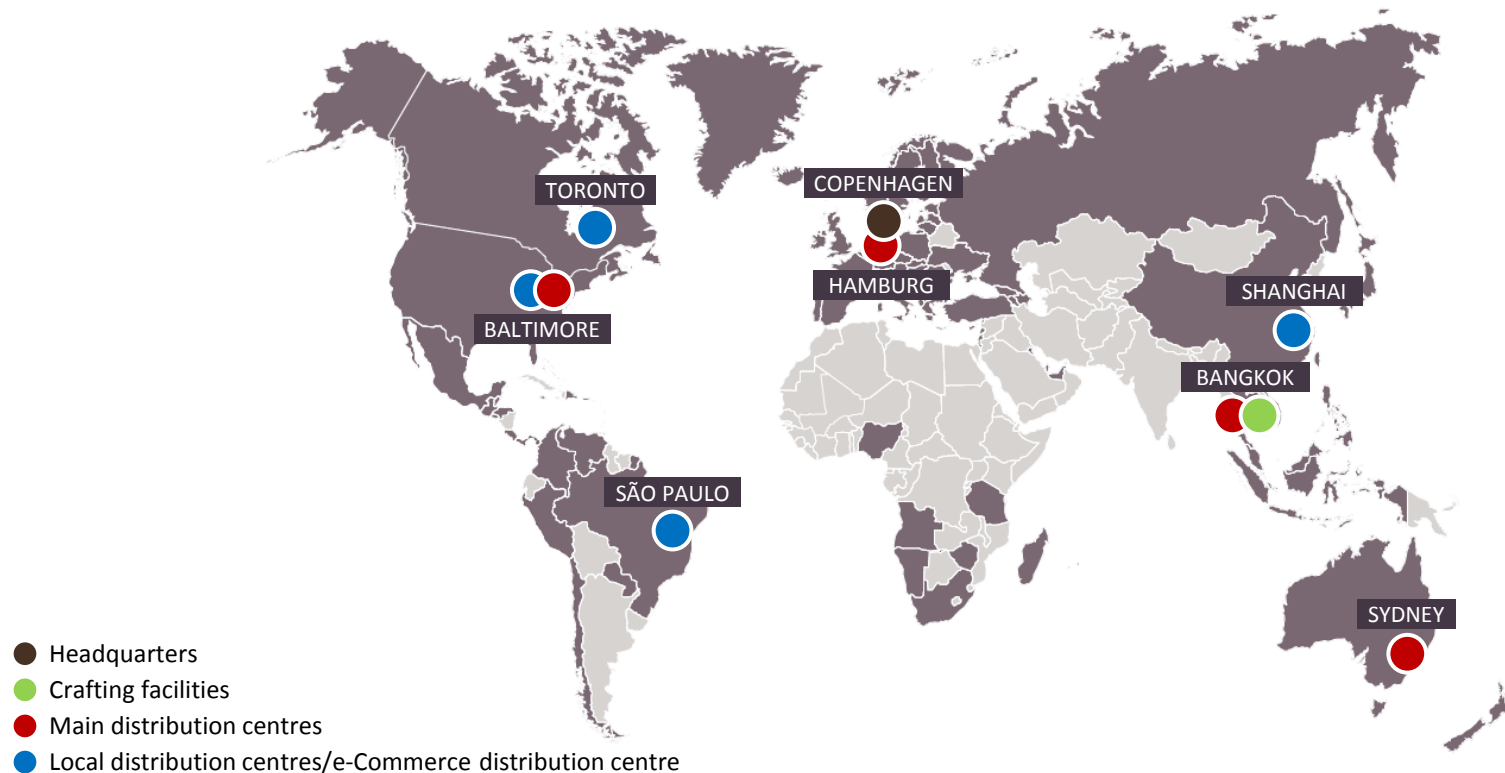 COPENHAGEN
TORONTO
HAMBURG
SHANGHAI
BALTIMORE
BANGKOK
SÃO PAULO
SYDNEY
Headquarters
Crafting facilities
Main distribution centres
Local distribution centres/e-Commerce distribution centre